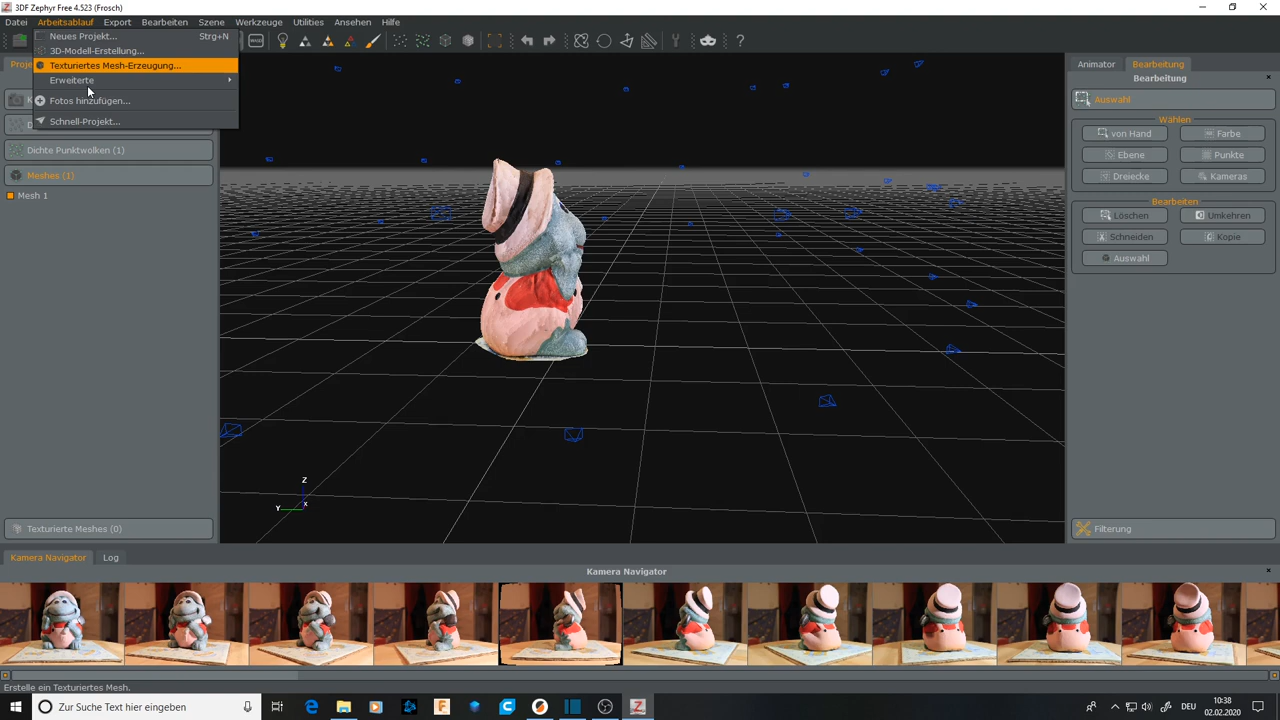 3DF Zephyr Free 4.523 (Frosch)
Datei Arbeitsablauf Export Bearbeiten Szene Werkzeuge Utilities Ansehen Hilfe
Neues Projekt... Strg+N
3D-Modell-Erstellung...
Texturiertes Mesh-Erzeugung...
Erweiterte
Fotos hinzufügen...
Schnell-Projekt...
Proje
K
D
Dichte Punktwolken (1)
Meshes (1)
Mesh 1
Texturierte Meshes (0)
MASK
Z
Y
X
Animator Bearbeitung
Bearbeitung
Auswahl
Wählen
von Hand Farbe
Ebene Punkte
Dreiecke Kameras
Bearbeiten
Löschen Umkehren
Schneiden Kopie
Auswahl
Filterung
Kamera Navigator Log
Kamera Navigator
Erstelle ein Texturiertes Mesh.
Zur Suche Text hier eingeben
DEU
10:38
02.02.2020